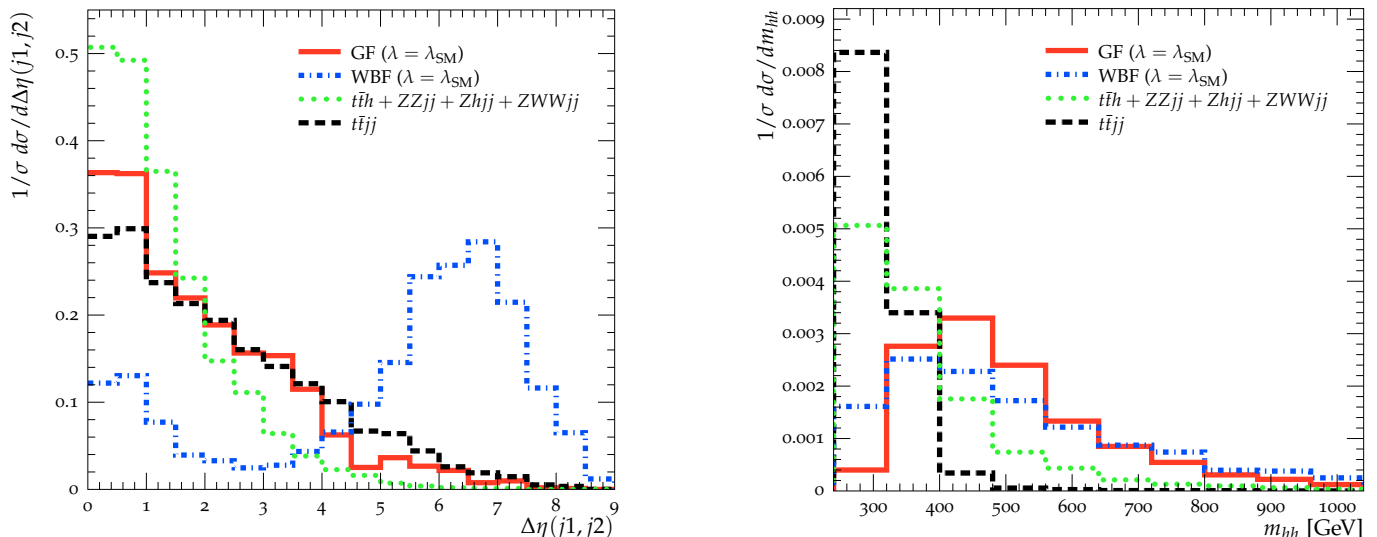 1/σ dσ/dΔη(j1, j2)
0.5
0.4
0.3
0.2
0.1
0
GF (λ = λSM)
WBF (λ = λSM)
tt̄h + ZZjj + Zhjj + ZWWjj
tt̄jj
0 1 2 3 4 5 6 7 8 9
Δη(j1, j2)
1/σ dσ/dmhh
0.009
0.008
0.007
0.006
0.005
0.004
0.003
0.002
0.001
0
GF (λ = λSM)
WBF (λ = λSM)
tt̄h + ZZjj + Zhjj + ZWWjj
tt̄jj
300 400 500 600 700 800 900 1000
mhh [GeV]